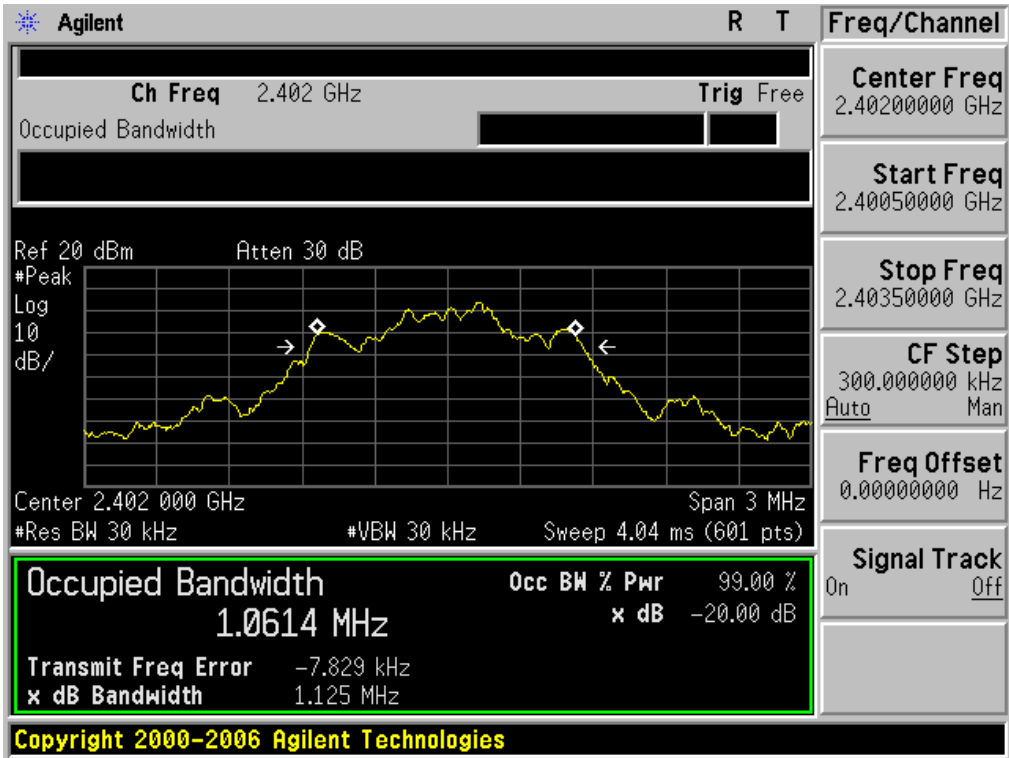 Agilent R T
Ch Freq 2.402 GHz Trig Free
Occupied Bandwidth
Ref 20 dBm Atten 30 dB
#Peak
Log
10
dB/
Center 2.402 000 GHz Span 3 MHz
#Res BW 30 kHz #VBW 30 kHz Sweep 4.04 ms (601 pts)
Occupied Bandwidth Occ BW % Pwr 99.00 %
1.0614 MHz x dB -20.00 dB
Transmit Freq Error -7.829 kHz
x dB Bandwidth 1.125 MHz
Copyright 2000-2006 Agilent Technologies
Freq/Channel
Center Freq
2.40200000 GHz
Start Freq
2.40050000 GHz
Stop Freq
2.40350000 GHz
CF Step
300.000000 kHz
Auto Man
Freq Offset
0.00000000 Hz
Signal Track
On Off